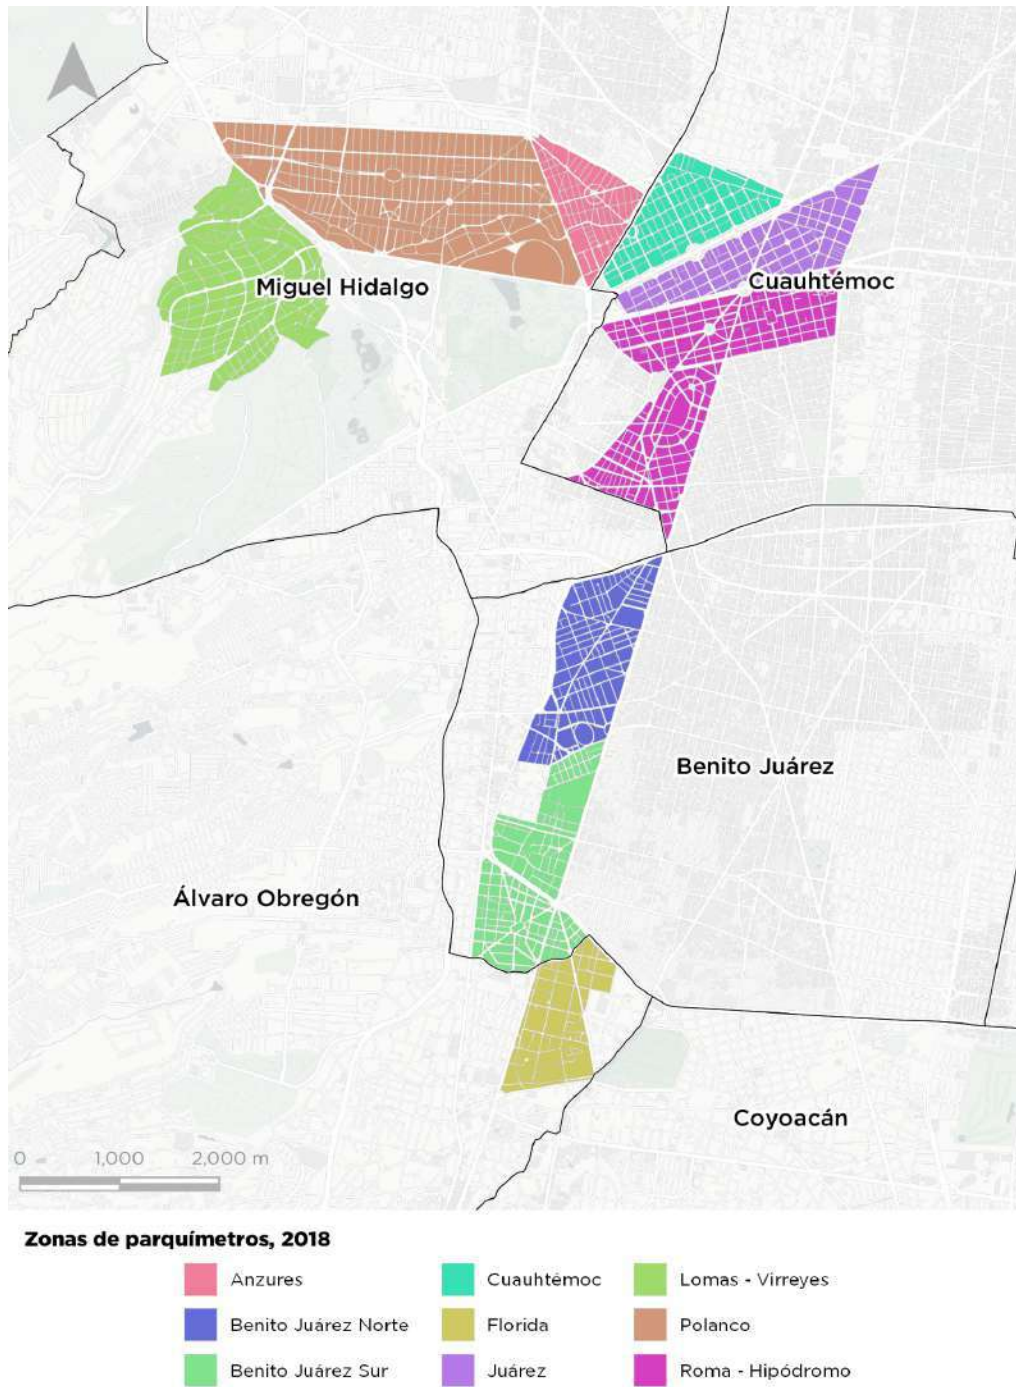 Miguel Hidalgo
Cuauhtémoc
Benito Juárez
Álvaro Obregón
Coyoacán
0 1,000 2,000 m
Zonas de parquímetros, 2018
Anzures Cuauhtémoc Lomas - Virreyes
Benito Juárez Norte Florida Polanco
Benito Juárez Sur Juárez Roma - Hipódromo